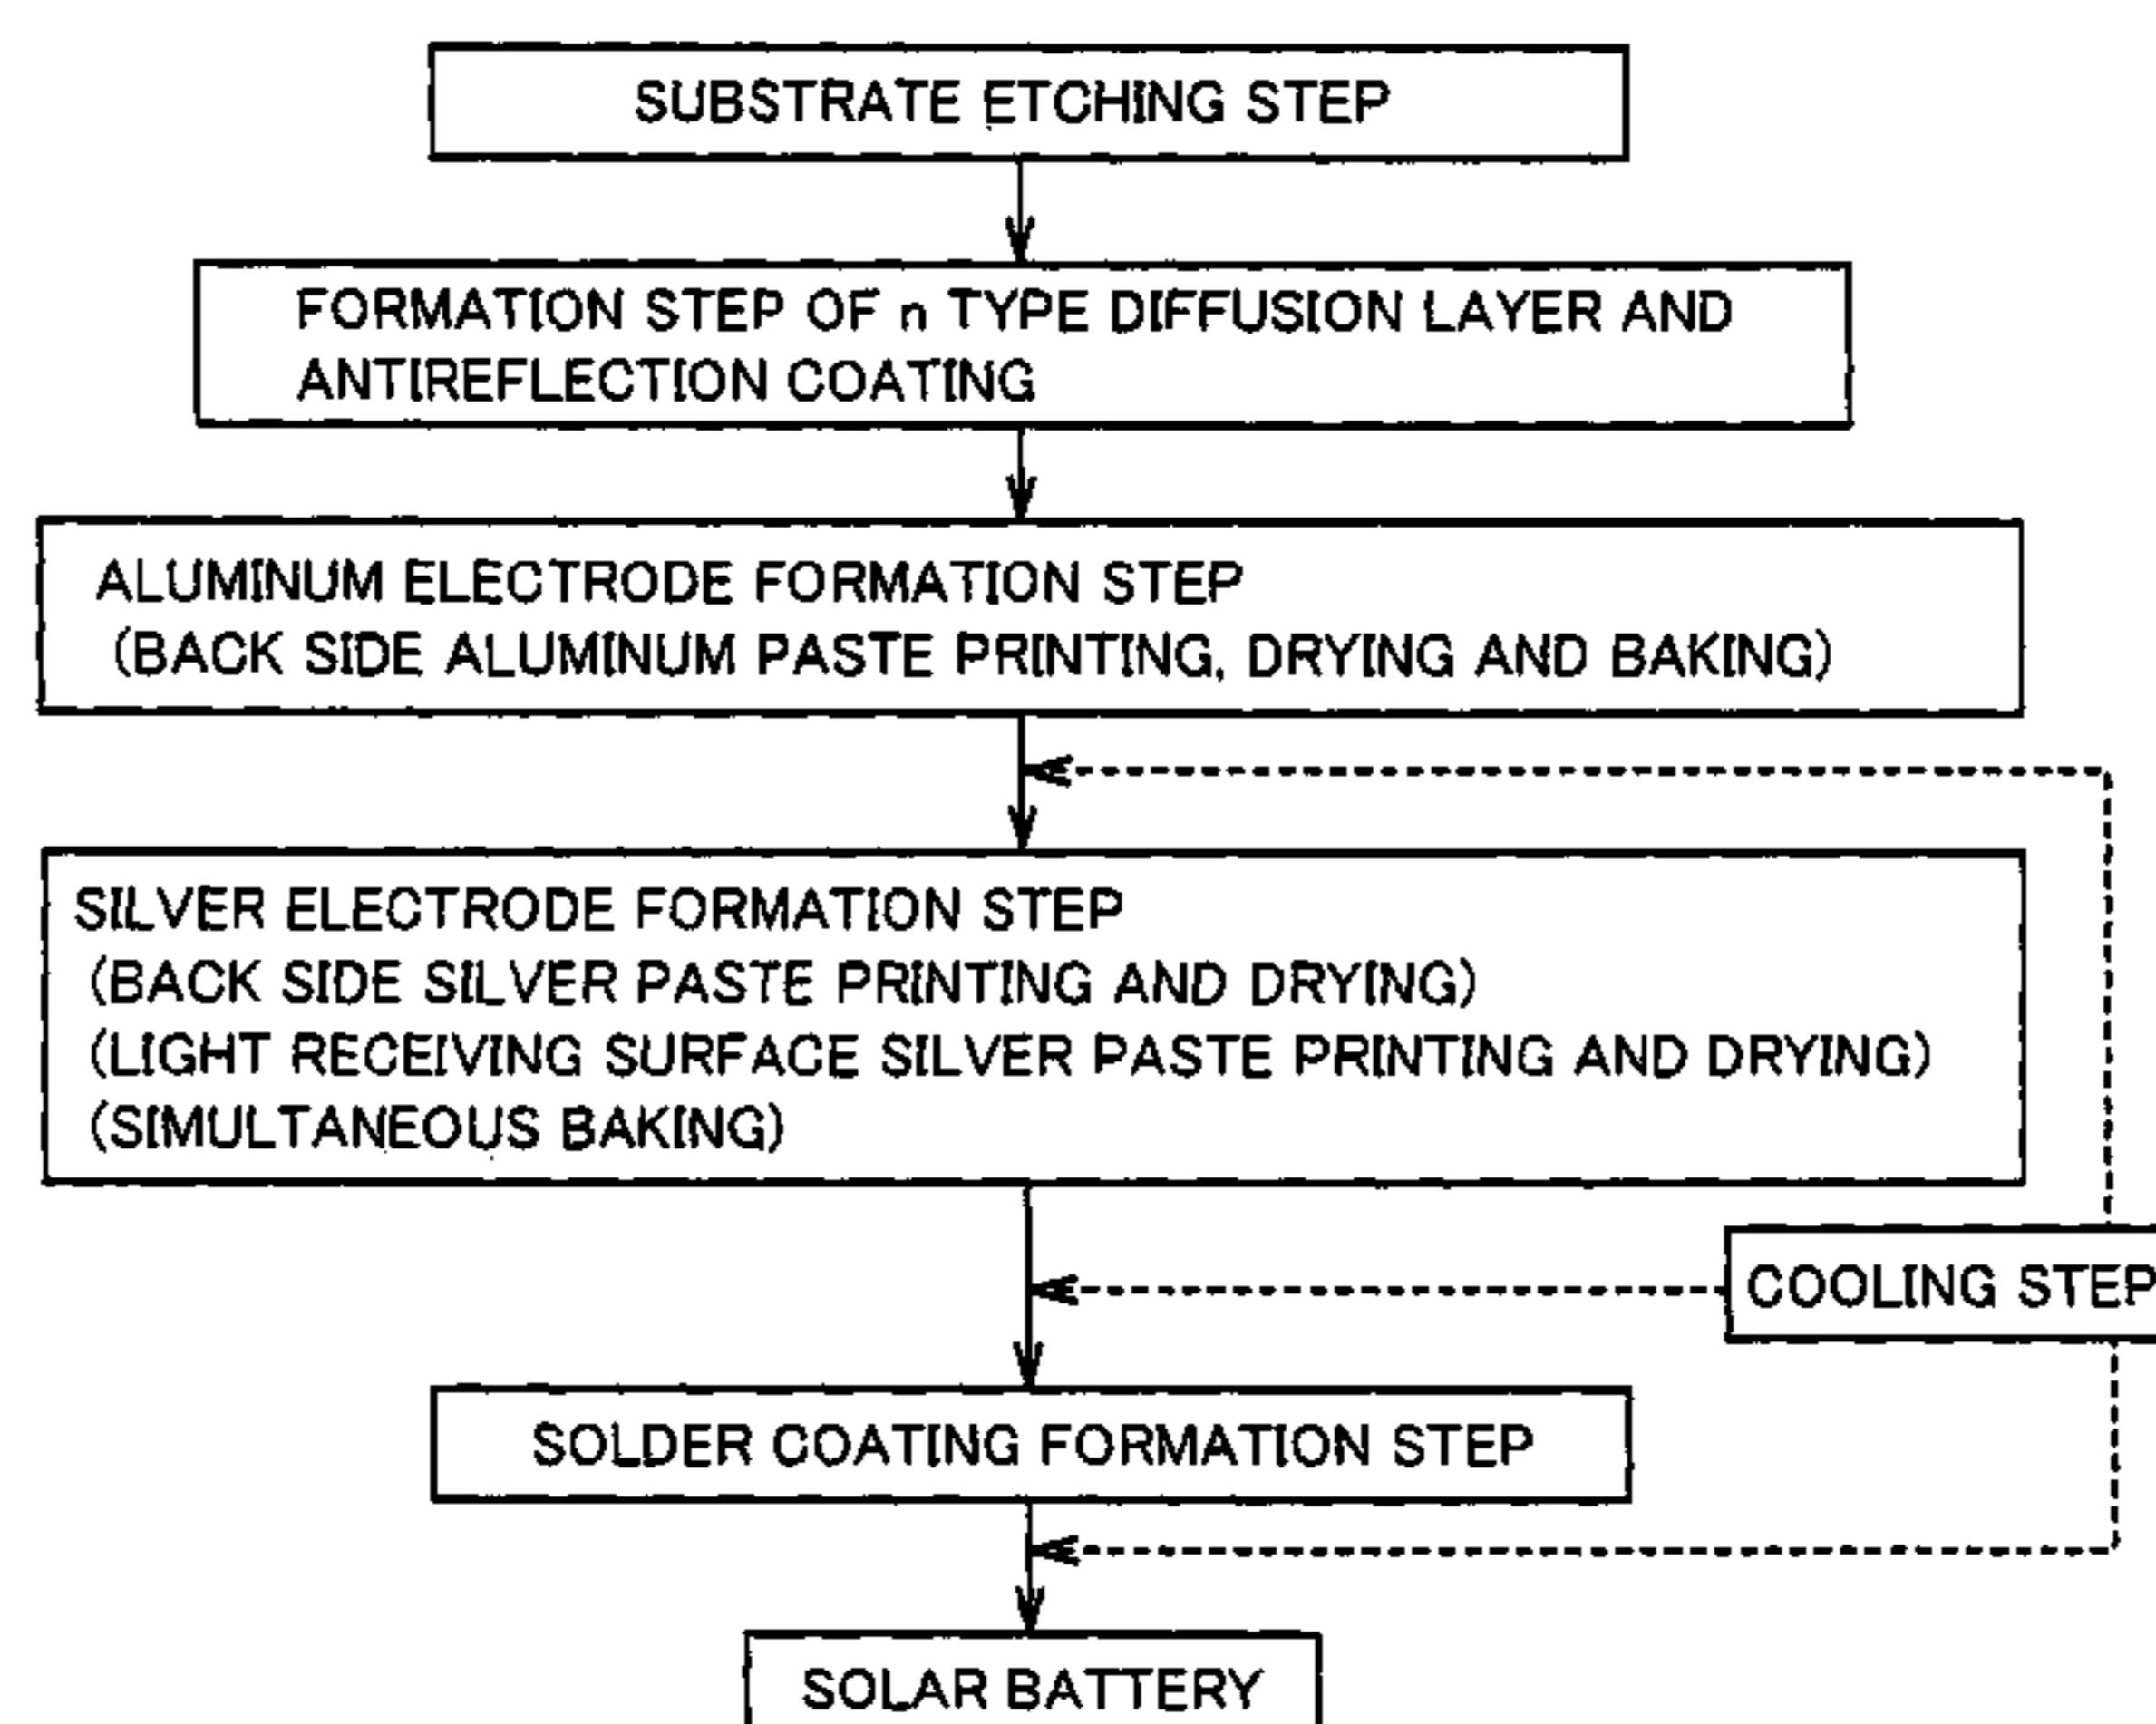 SUBSTRATE ETCHING STEP
FORMATION STEP OF n TYPE DIFFUSION LAYER AND
ANTIREFLECTION COATING
ALUMINUM ELECTRODE FORMATION STEP
(BACK SIDE ALUMINUM PASTE PRINTING, DRYING AND BAKING)
SILVER ELECTRODE FORMATION STEP
(BACK SIDE SILVER PASTE PRINTING AND DRYING)
(LIGHT RECEIVING SURFACE SILVER PASTE PRINTING AND DRYING)
(SIMULTANEOUS BAKING)
COOLING STEP
SOLDER COATING FORMATION STEP
SOLAR BATTERY